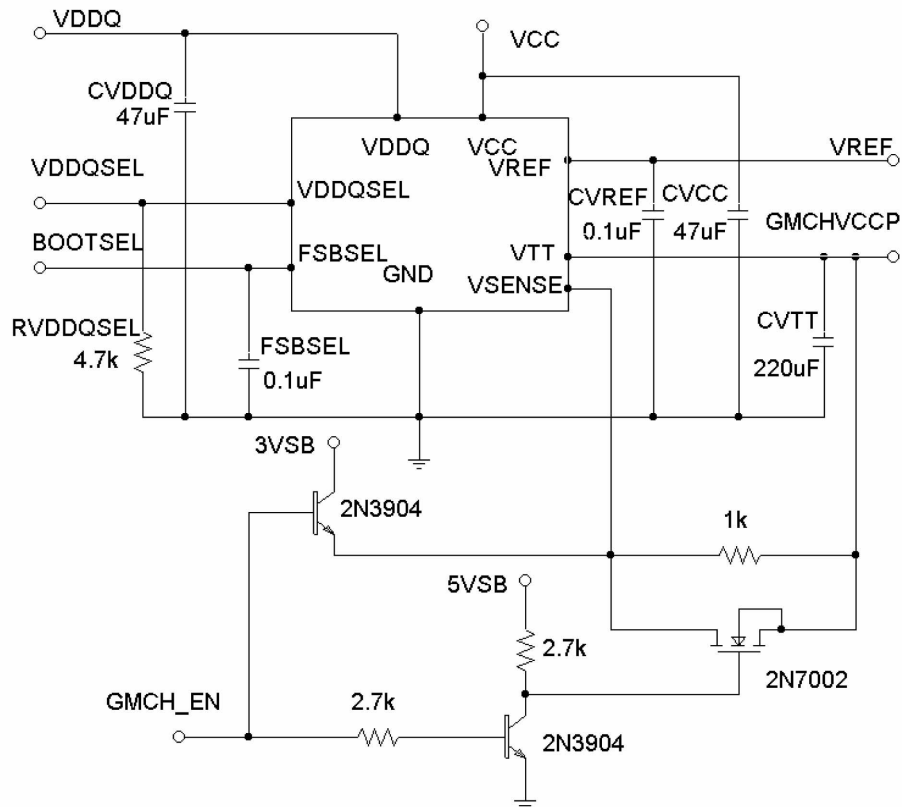 VDDQ
VCC
CVDDQ
47uF
VDDQ
VCC
VREF
VREF
VDDQSEL
VDDQSEL
CVREF
0.1uF
CVCC
47uF
GMCHVCCP
BOOTSEL
FSBSEL
GND
VTT
VSENSE
RVDDQSEL
4.7k
FSBSEL
0.1uF
CVTT
220uF
3VSB
2N3904
1k
5VSB
2.7k
2N7002
GMCH_EN
2.7k
2N3904